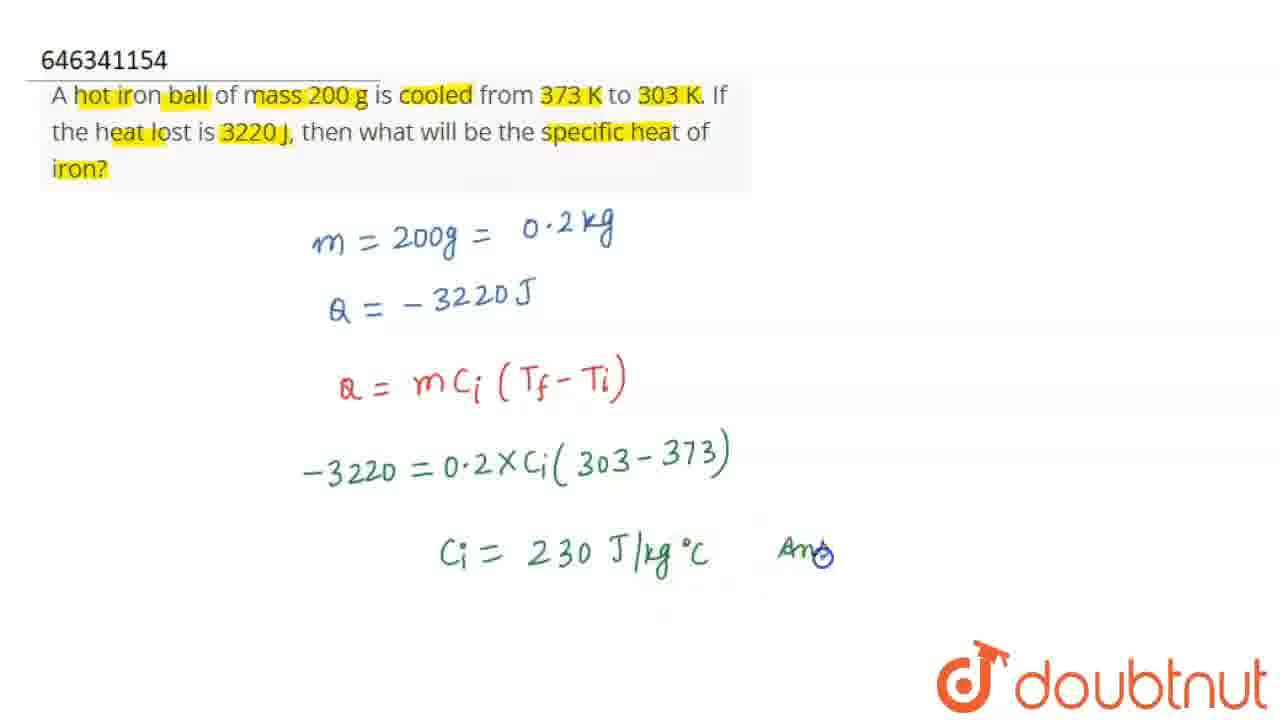 646341154
A hot iron ball of mass 200 g is cooled from 373 K to 303 K. If
the heat lost is 3220 J, then what will be the specific heat of
iron?
m = 200g = 0.2 kg
Q = - 3220 J
Q = m Ci (Tf - Ti)
-3220 = 0.2 X Ci ( 303 - 373)
Ci = 230 J/kg °C Ans
doubtnut